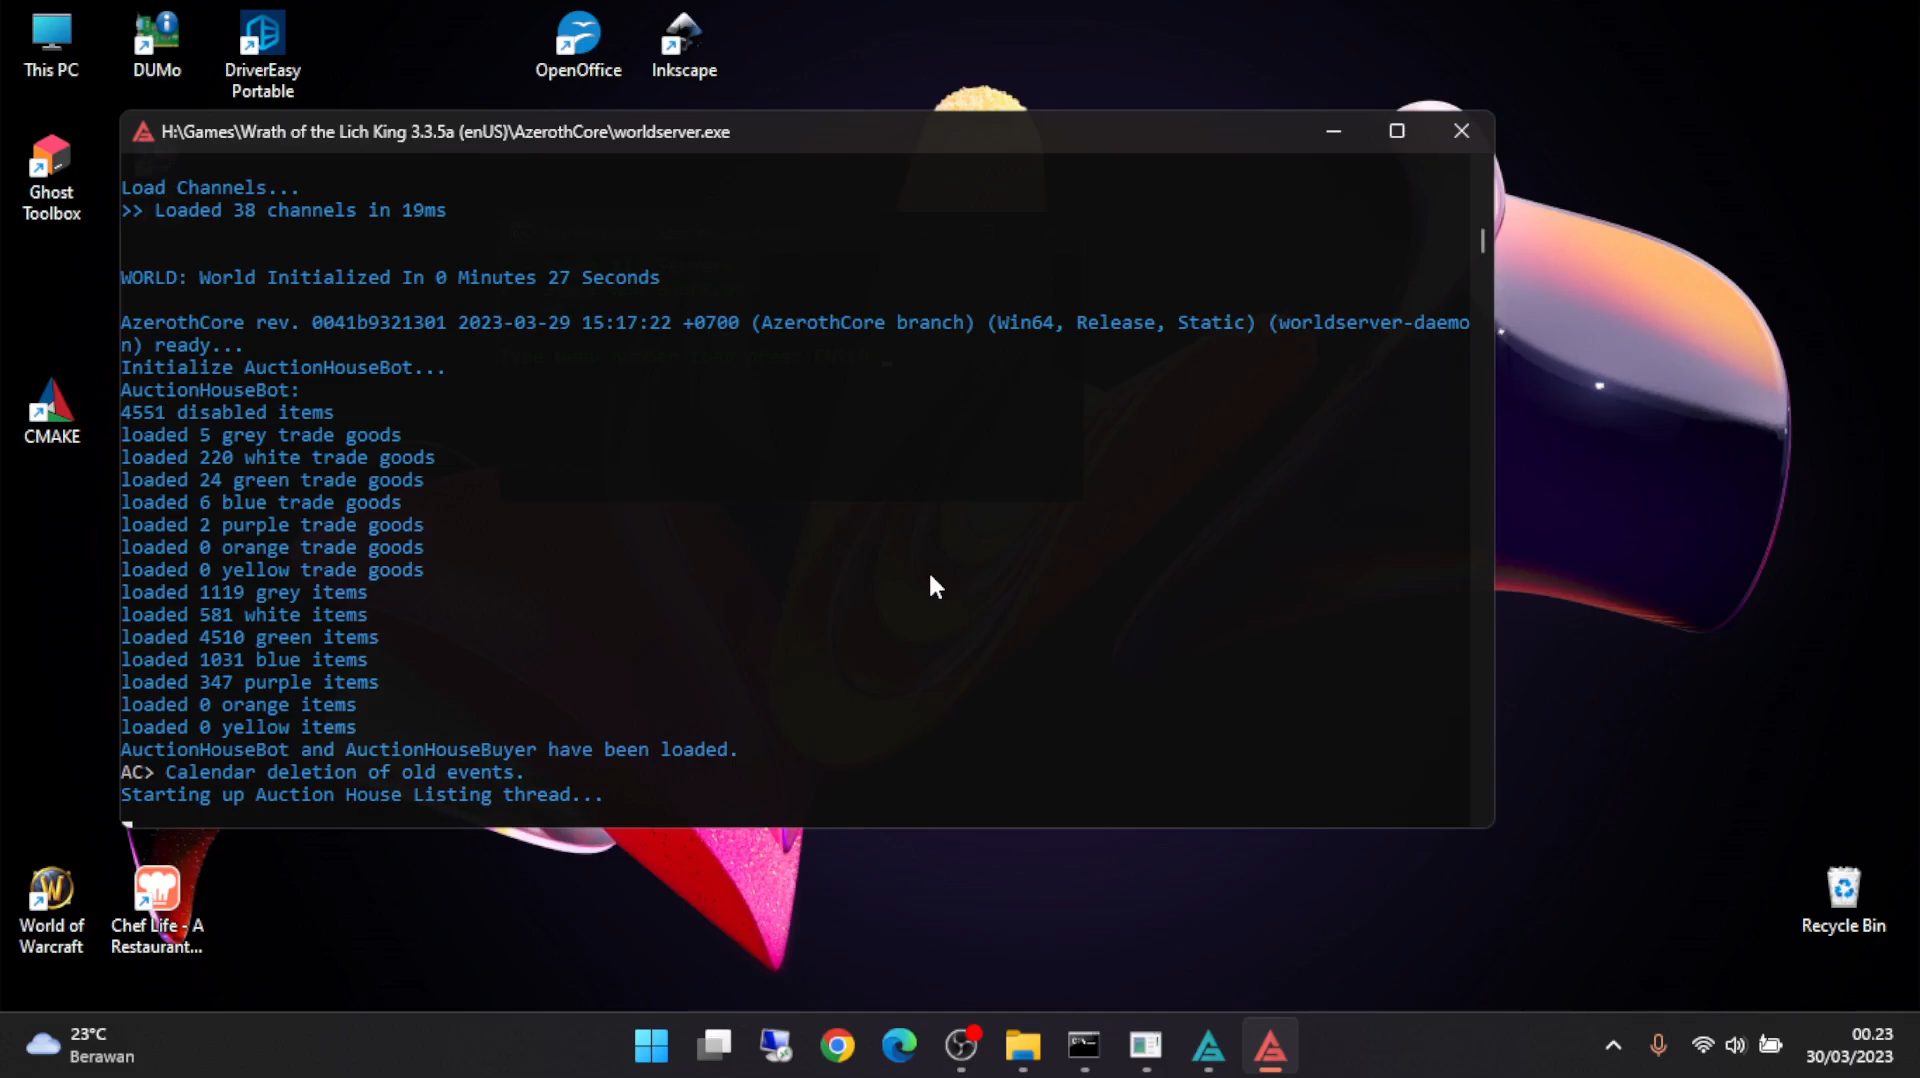 This PC
DUMo
DriverEasy
Portable
OpenOffice
Inkscape
H:\Games\Wrath of the Lich King 3.3.5a (enUS)\AzerothCore\worldserver.exe
Ghost
Toolbox
CMAKE
Load Channels...
>> Loaded 38 channels in 19ms
WORLD: World Initialized In 0 Minutes 27 Seconds
AzerothCore rev. 0041b9321301 2023-03-29 15:17:22 +0700 (AzerothCore branch) (Win64, Release, Static) (worldserver-daemo
n) ready...
Initialize AuctionHouseBot...
AuctionHouseBot:
4551 disabled items
loaded 5 grey trade goods
loaded 220 white trade goods
loaded 24 green trade goods
loaded 6 blue trade goods
loaded 2 purple trade goods
loaded 0 orange trade goods
loaded 0 yellow trade goods
loaded 1119 grey items
loaded 581 white items
loaded 4510 green items
loaded 1031 blue items
loaded 347 purple items
loaded 0 orange items
loaded 0 yellow items
AuctionHouseBot and AuctionHouseBuyer have been loaded.
AC> Calendar deletion of old events.
Starting up Auction House Listing thread...
World of
Warcraft
Chef Life - A
Restaurant...
Recycle Bin
23°C
Berawan
00.23
30/03/2023